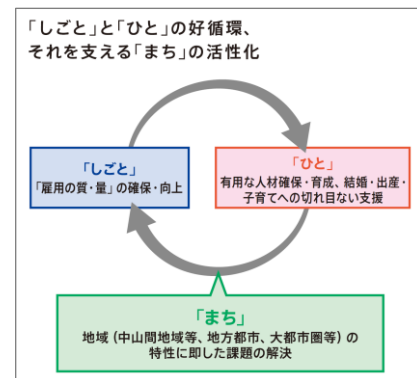 「しごと」と「ひと」の好循環、
それを支える「まち」の活性化
「しごと」
「雇用の質・量」の確保・向上
「ひと」
有用な人材確保・育成、結婚・出産・
子育てへの切れ目ない支援
「まち」
地域（中山間地域等、地方都市、大都市圏等）の
特性に即した課題の解決